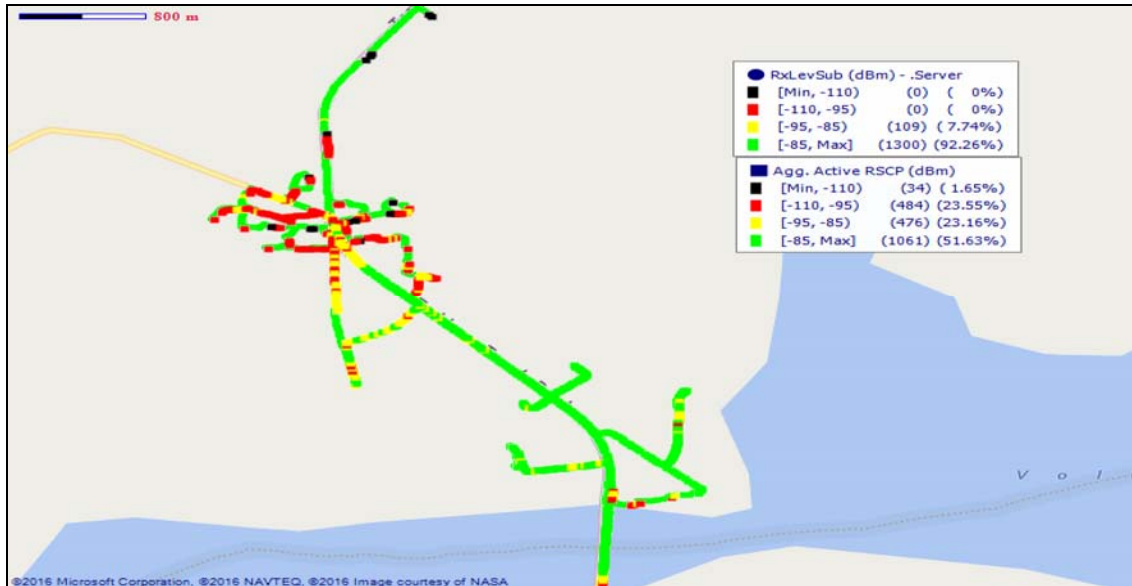 800 m
RxLevSub (dBm) - .Server
[Min, -110) (0) ( 0%)
[-110, -95) (0) ( 0%)
[-95, -85) (109) ( 7.74%)
[-85, Max] (1300) (92.26%)
Agg. Active RSCP (dBm)
[Min, -110) (34) ( 1.65%)
[-110, -95) (484) (23.55%)
[-95, -85) (476) (23.16%)
[-85, Max] (1061) (51.63%)
V o l
©2016 Microsoft Corporation, ©2016 NAVTEQ, ©2016 Image courtesy of NASA